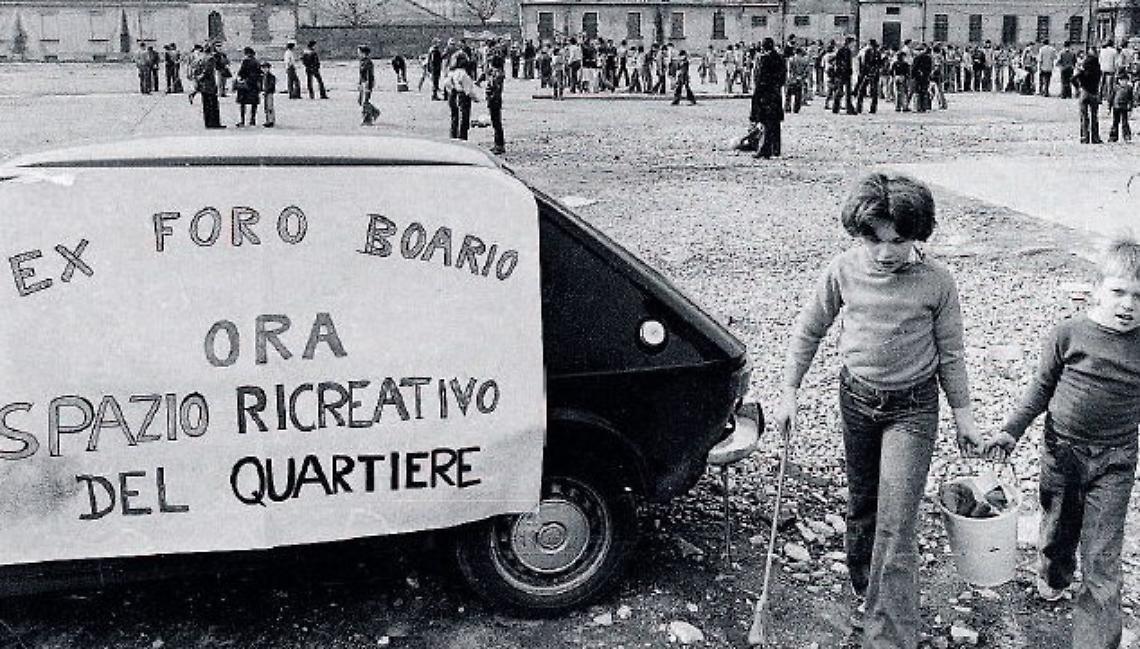 EX FORO BOARIO
ORA
SPAZIO RICREATIVO
DEL QUARTIERE